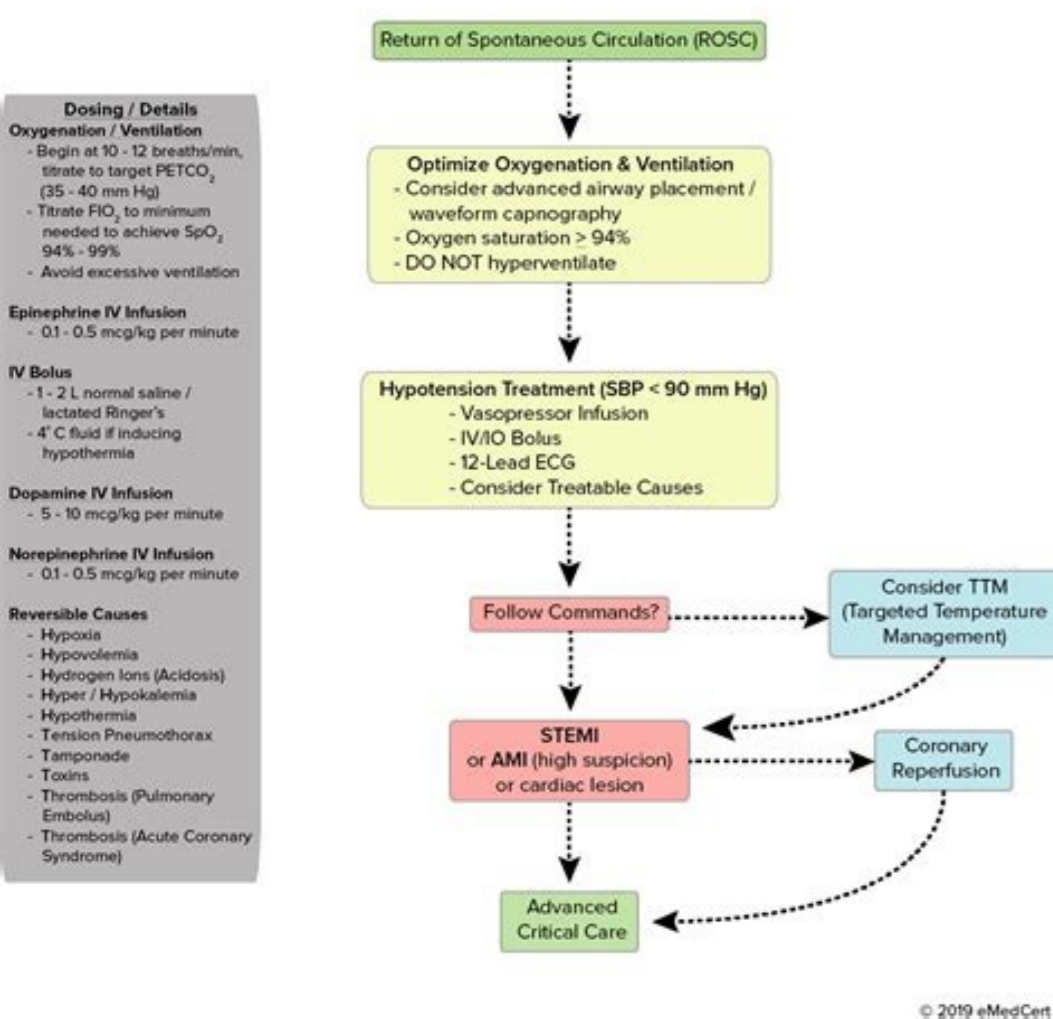 Return of Spontaneous Circulation (ROSC)
Dosing / Details
Oxygenation / Ventilation
- Begin at 10 - 12 breaths/min,
titrate to target PETCO₂
(35 - 40 mm Hg)
- Titrate FIO₂ to minimum
needed to achieve SpO₂
94% - 99%
- Avoid excessive ventilation
Epinephrine IV Infusion
- 0.1 - 0.5 mcg/kg per minute
IV Bolus
- 1 - 2 L normal saline /
lactated Ringer's
- 4° C fluid if inducing
hypothermia
Dopamine IV Infusion
- 5 - 10 mcg/kg per minute
Norepinephrine IV Infusion
- 0.1 - 0.5 mcg/kg per minute
Reversible Causes
- Hypoxia
- Hypovolemia
- Hydrogen Ions (Acidosis)
- Hyper / Hypokalemia
- Hypothermia
- Tension Pneumothorax
- Tamponade
- Toxins
- Thrombosis (Pulmonary
Embolus)
- Thrombosis (Acute Coronary
Syndrome)
Optimize Oxygenation & Ventilation
- Consider advanced airway placement /
waveform capnography
- Oxygen saturation ≥ 94%
- DO NOT hyperventilate
Hypotension Treatment (SBP < 90 mm Hg)
- Vasopressor Infusion
- IV/IO Bolus
- 12-Lead ECG
- Consider Treatable Causes
Follow Commands?
Consider TTM
(Targeted Temperature
Management)
STEMI
or AMI (high suspicion)
or cardiac lesion
Coronary
Reperfusion
Advanced
Critical Care
© 2019 eMedCert